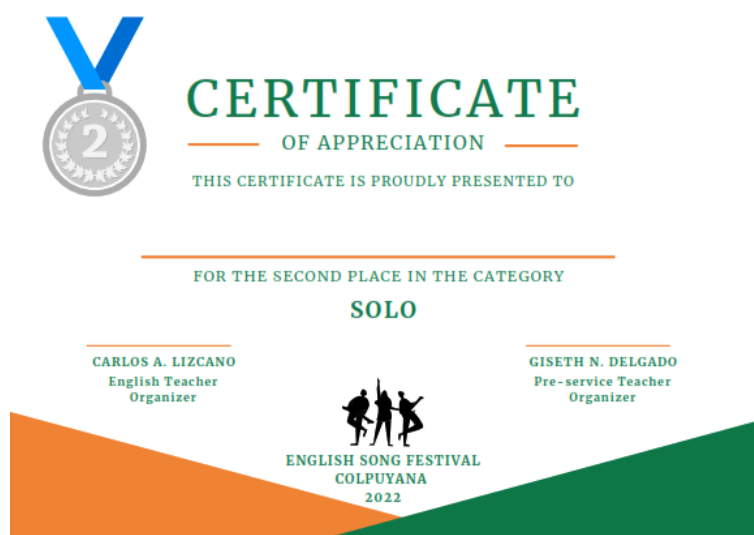 2
CERTIFICATE
OF APPRECIATION
THIS CERTIFICATE IS PROUDLY PRESENTED TO
FOR THE SECOND PLACE IN THE CATEGORY
SOLO
CARLOS A. LIZCANO
English Teacher
Organizer
GISETH N. DELGADO
Pre-service Teacher
Organizer
ENGLISH SONG FESTIVAL
COLPUYANA
2022